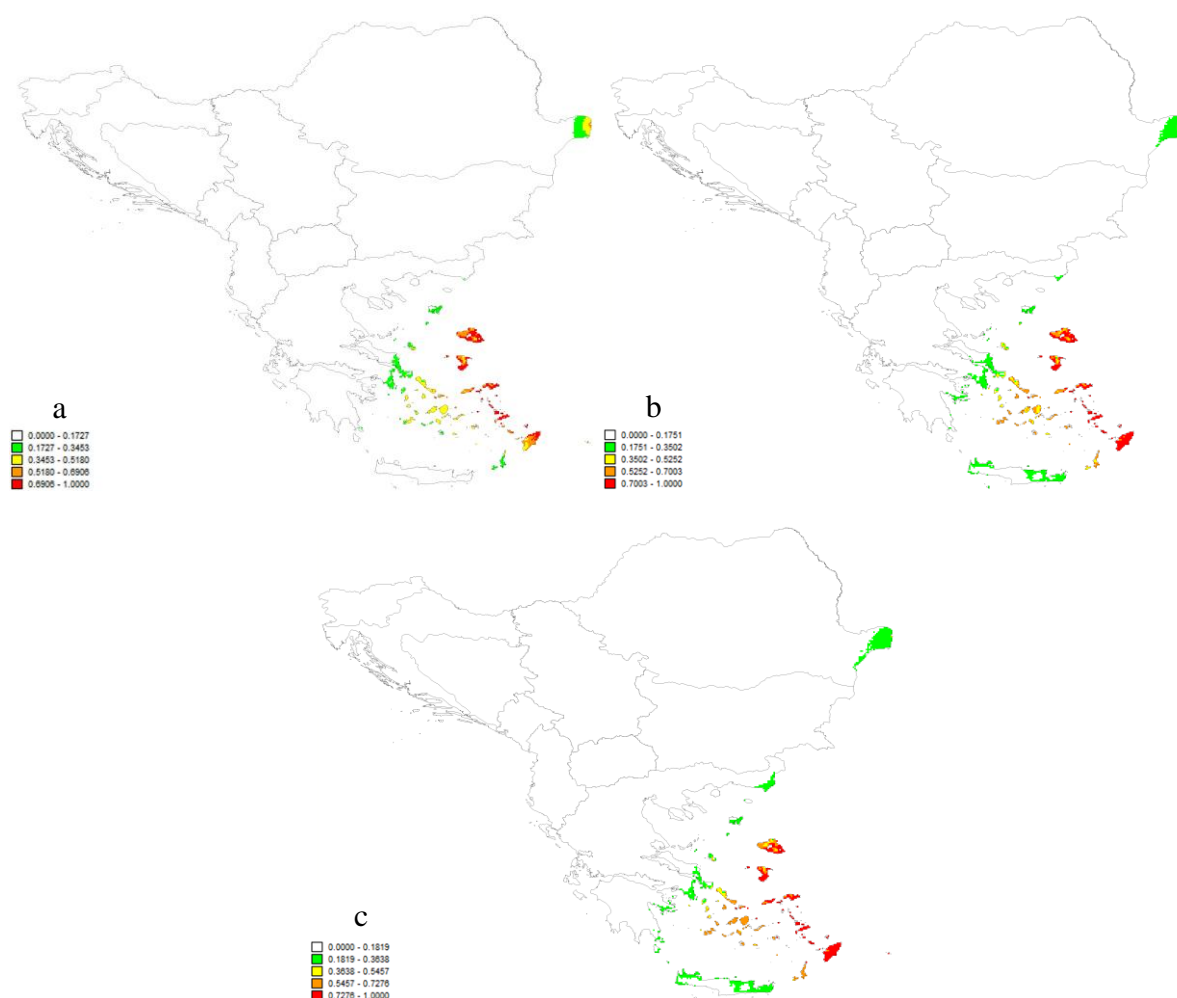 a
0.0000 - 0.1727
0.1727 - 0.3453
0.3453 - 0.5180
0.5180 - 0.6906
0.6906 - 1.0000
b
0.0000 - 0.1751
0.1751 - 0.3502
0.3502 - 0.5252
0.5252 - 0.7003
0.7003 - 1.0000
c
0.0000 - 0.1819
0.1819 - 0.3638
0.3638 - 0.5457
0.5457 - 0.7276
0.7276 - 1.0000